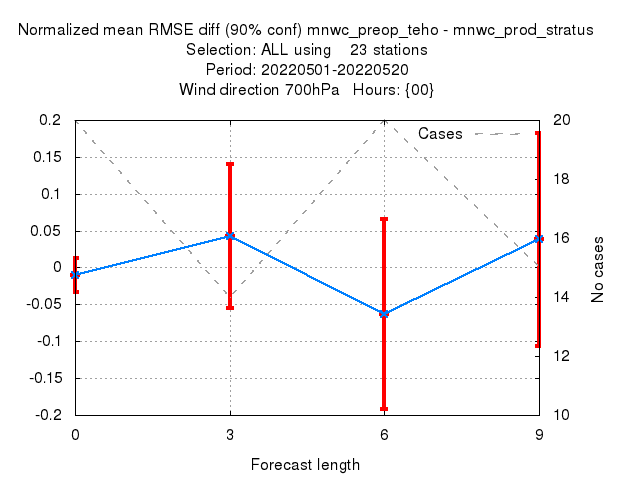 Normalized mean RMSE diff (90% conf) mnwc_preop_teho - mnwc_prod_stratus
Selection: ALL using    23 stations
Period: 20220501-20220520
Wind direction 700hPa   Hours: {00}
Cases
0.2
0.15
0.1
0.05
0
-0.05
-0.1
-0.15
-0.2
20
18
16
14
12
10
No cases
0 3 6 9
Forecast length